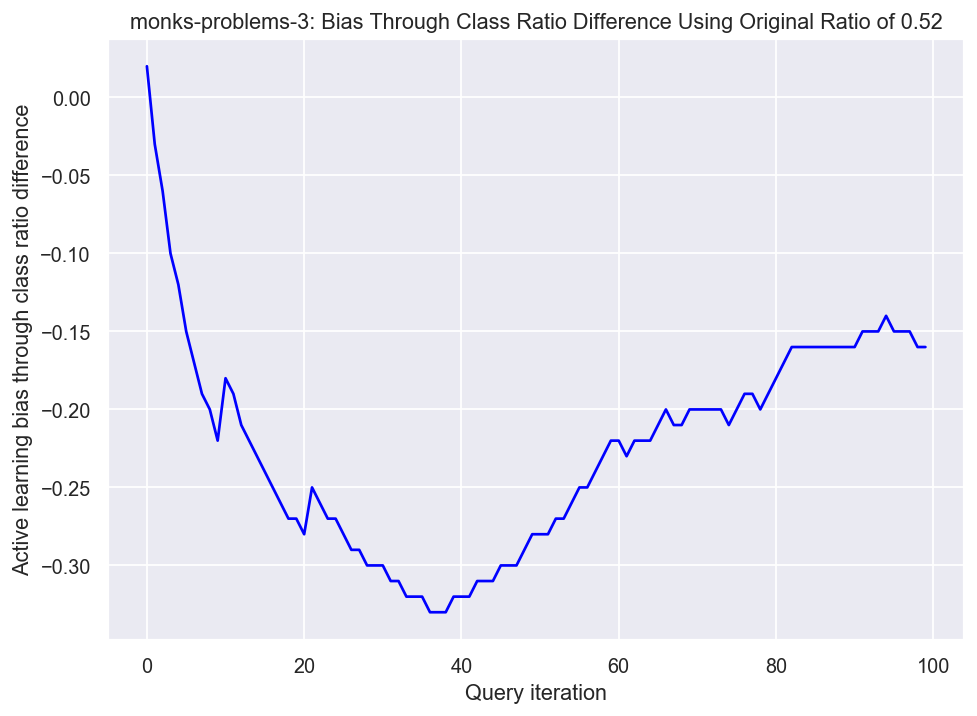 monks-problems-3: Bias Through Class Ratio Difference Using Original Ratio of 0.52
Active learning bias through class ratio difference
0.00
−0.05
−0.10
−0.15
−0.20
−0.25
−0.30
0 20 40 60 80 100
Query iteration